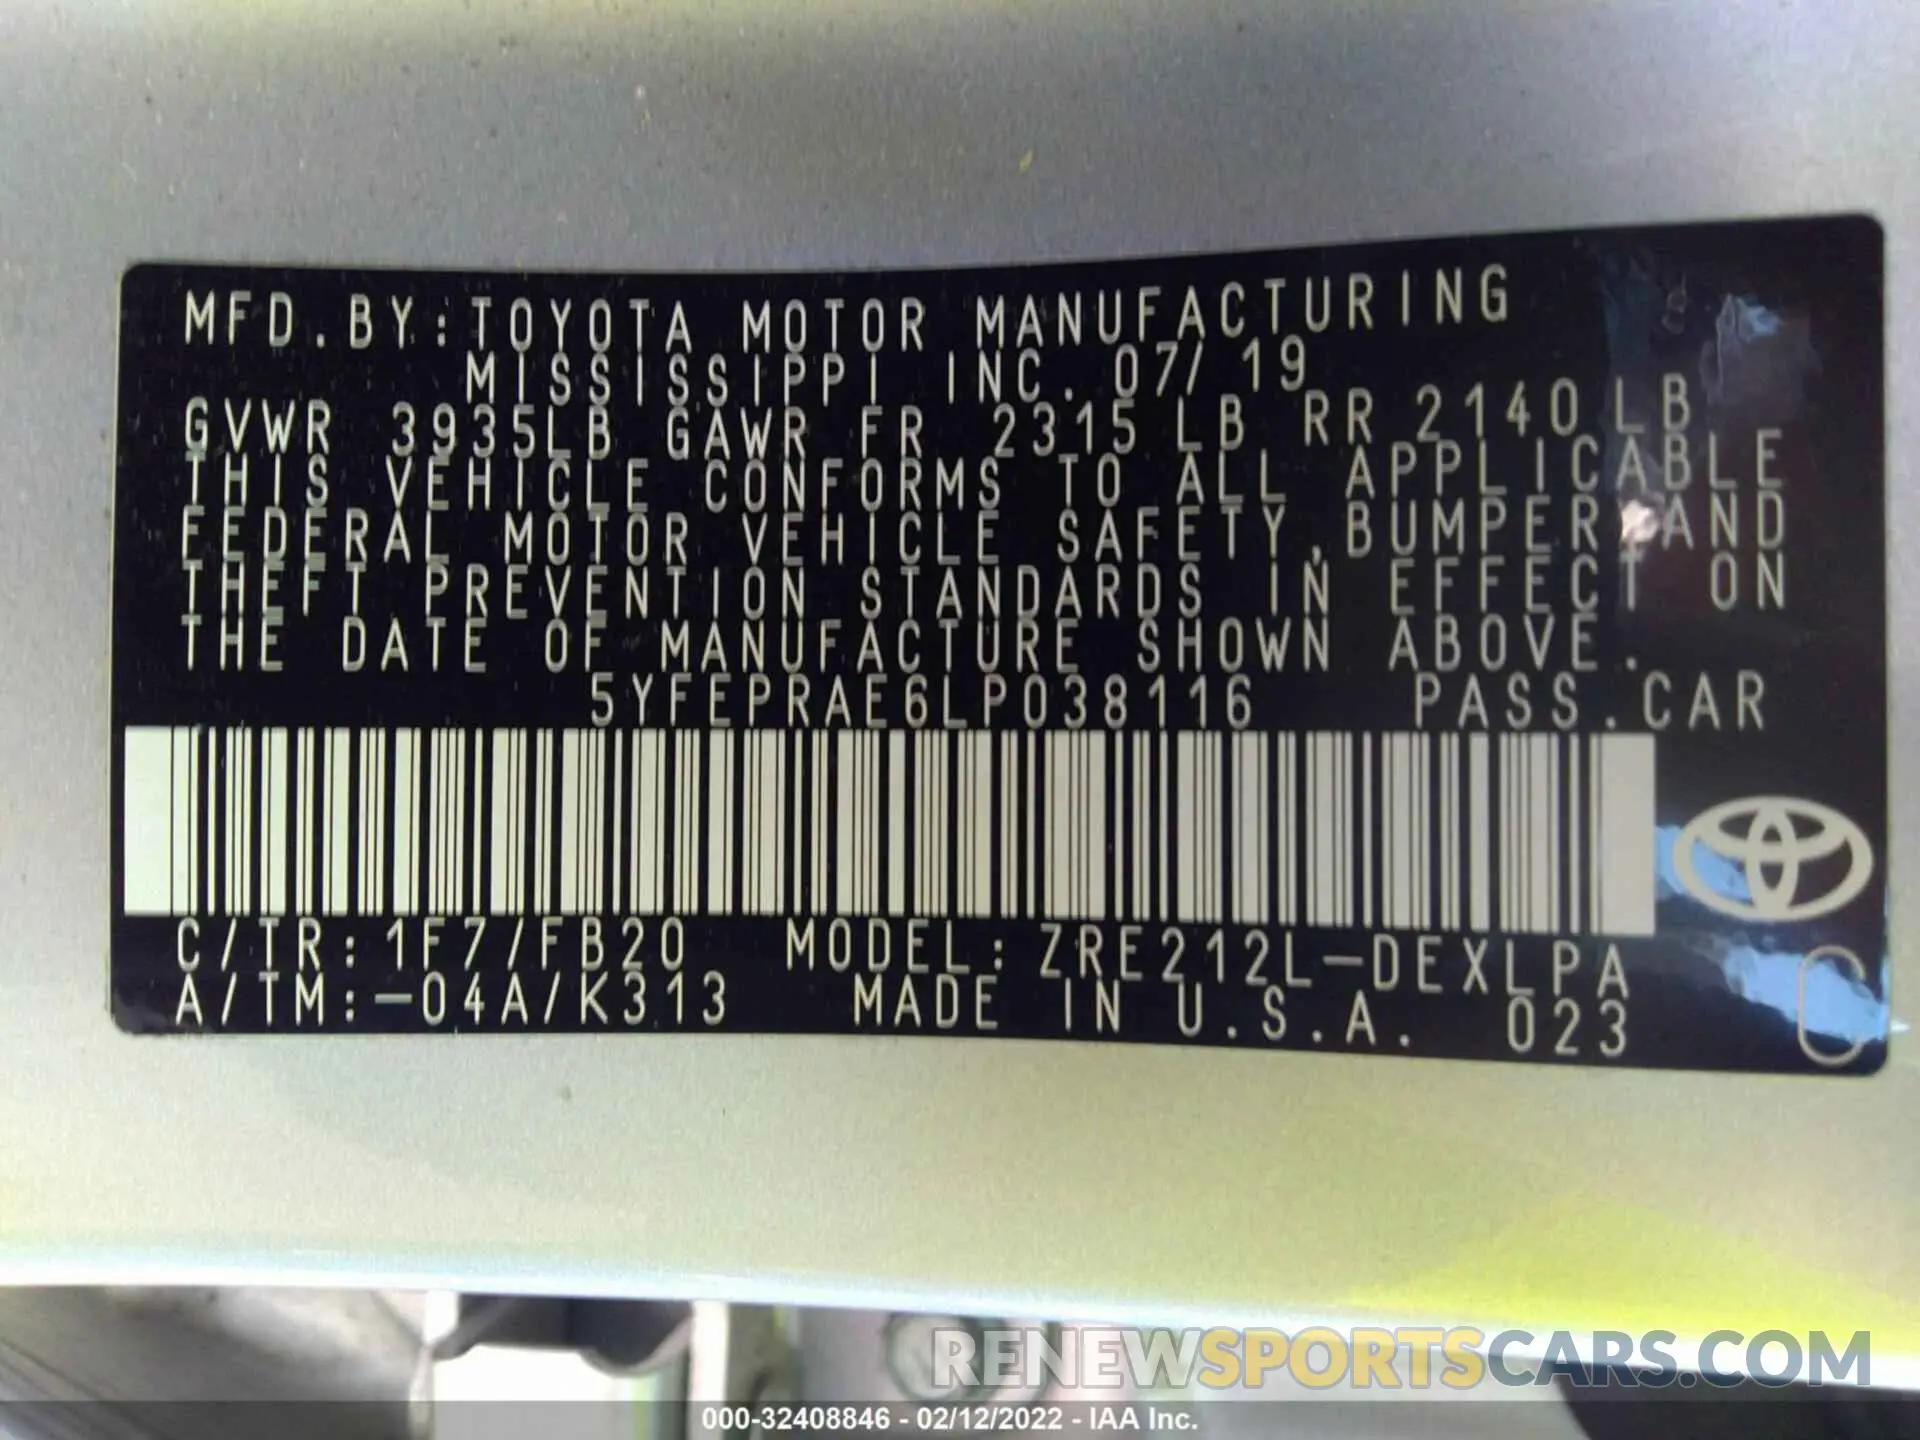 MFD.BY:TOYOTA MOTOR MANUFACTURING
MISSISSIPPI INC. 07/19
GVWR 3935LB GAWR FR 2315LB RR 2140LB
THIS VEHICLE CONFORMS TO ALL APPLICABLE
FEDERAL MOTOR VEHICLE SAFETY,BUMPER AND
THEFT PREVENTION STANDARDS IN EFFECT ON
THE DATE OF MANUFACTURE SHOWN ABOVE.
5YFEPRAE6LP038116 PASS.CAR
C/TR:1F7/FB20 MODEL:ZRE212L-DEXLPA
A/TM:-04A/K313 MADE IN U.S.A. 023
C
RENEWSPORTSCARS.COM
000-32408846 - 02/12/2022 - IAA Inc.